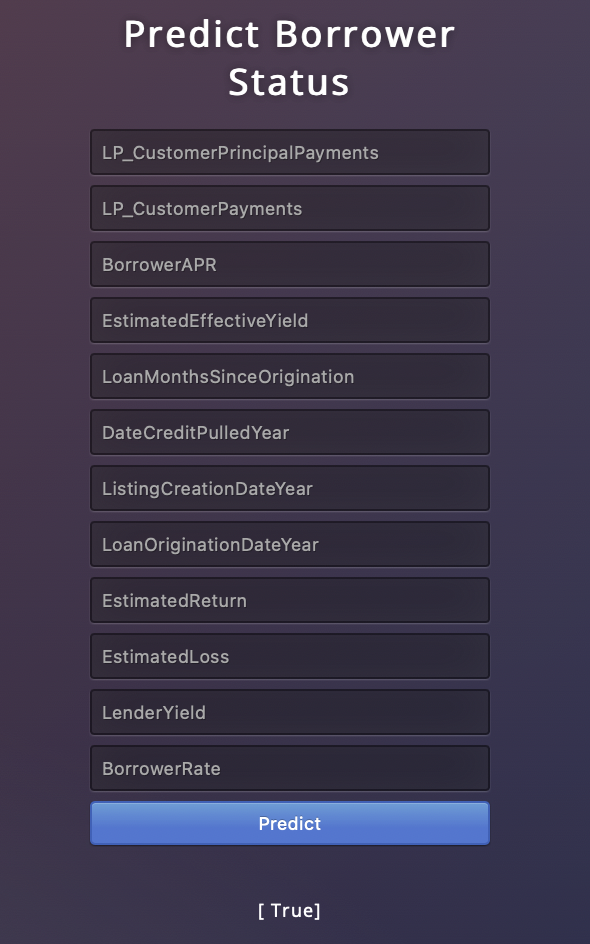 Predict Borrower
Status
LP_CustomerPrincipalPayments
LP_CustomerPayments
BorrowerAPR
EstimatedEffectiveYield
LoanMonthsSinceOrigination
DateCreditPulledYear
ListingCreationDateYear
LoanOriginationDateYear
EstimatedReturn
EstimatedLoss
LenderYield
BorrowerRate
Predict
[ True]